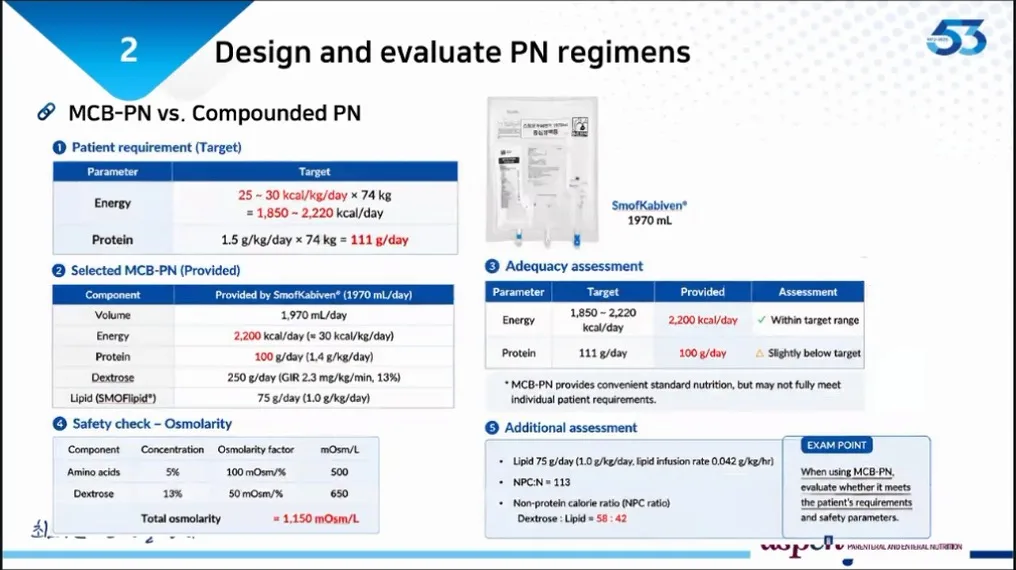 2
Design and evaluate PN regimens
53
MCB-PN vs. Compounded PN
1 Patient requirement (Target)
Parameter Target
Energy 25 ~ 30 kcal/kg/day × 74 kg
= 1,850 ~ 2,220 kcal/day
Protein 1.5 g/kg/day × 74 kg = 111 g/day
SmofKabiven®
1970 mL
2 Selected MCB-PN (Provided)
Component Provided by SmofKabiven® (1970 mL/day)
Volume 1,970 mL/day
Energy 2,200 kcal/day (≈ 30 kcal/kg/day)
Protein 100 g/day (1.4 g/kg/day)
Dextrose 250 g/day (GIR 2.3 mg/kg/min, 13%)
Lipid (SMOFlipid®) 75 g/day (1.0 g/kg/day)
3 Adequacy assessment
Parameter Target Provided Assessment
Energy 1,850 ~ 2,220 kcal/day 2,200 kcal/day ✓ Within target range
Protein 111 g/day 100 g/day ⚠ Slightly below target
* MCB-PN provides convenient standard nutrition, but may not fully meet
individual patient requirements.
4 Safety check – Osmolarity
Component Concentration Osmolarity factor mOsm/L
Amino acids 5% 100 mOsm/% 500
Dextrose 13% 50 mOsm/% 650
Total osmolarity = 1,150 mOsm/L
5 Additional assessment
• Lipid 75 g/day (1.0 g/kg/day, lipid infusion rate 0.042 g/kg/hr)
• NPC:N = 113
• Non-protein calorie ratio (NPC ratio)
Dextrose : Lipid = 58 : 42
EXAM POINT
When using MCB-PN,
evaluate whether it meets
the patient's requirements
and safety parameters.
aspen PARENTERAL AND ENTERAL NUTRITION